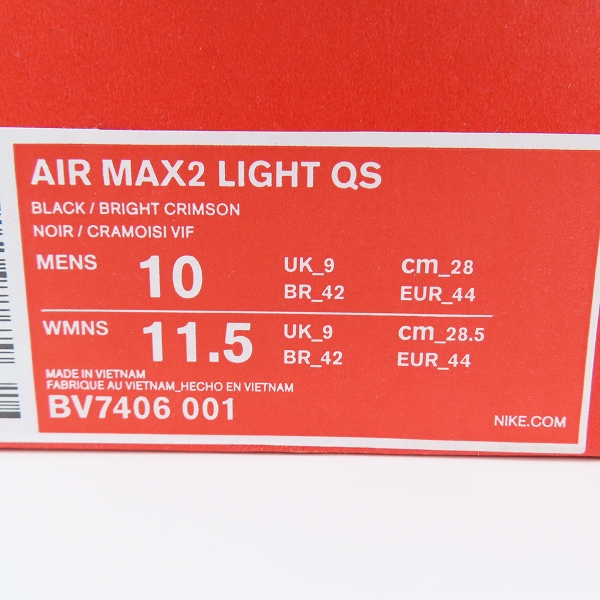 AIR MAX2 LIGHT QS
BLACK / BRIGHT CRIMSON
NOIR / CRAMOISI VIF
MENS 10 UK_9 cm_28
BR_42 EUR_44
WMNS 11.5 UK_9 cm_28.5
BR_42 EUR_44
MADE IN VIETNAM
FABRIQUE AU VIETNAM_HECHO EN VIETNAM
BV7406 001
NIKE.COM